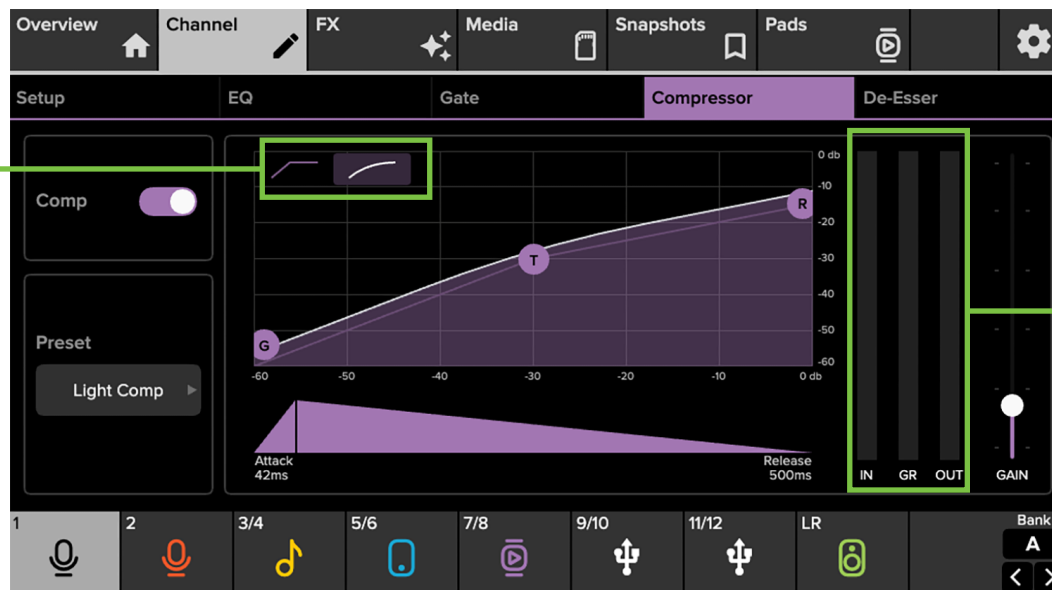 Overview
Channel
FX
Media
Snapshots
Pads
Setup
EQ
Gate
Compressor
De-Esser
Comp
Preset
Light Comp
G
T
R
0 db
-10
-20
-30
-40
-50
-60
-60
-50
-40
-30
-20
-10
0 db
Attack
42ms
Release
500ms
IN
GR
OUT
GAIN
1
2
3/4
5/6
7/8
9/10
11/12
LR
Bank
A